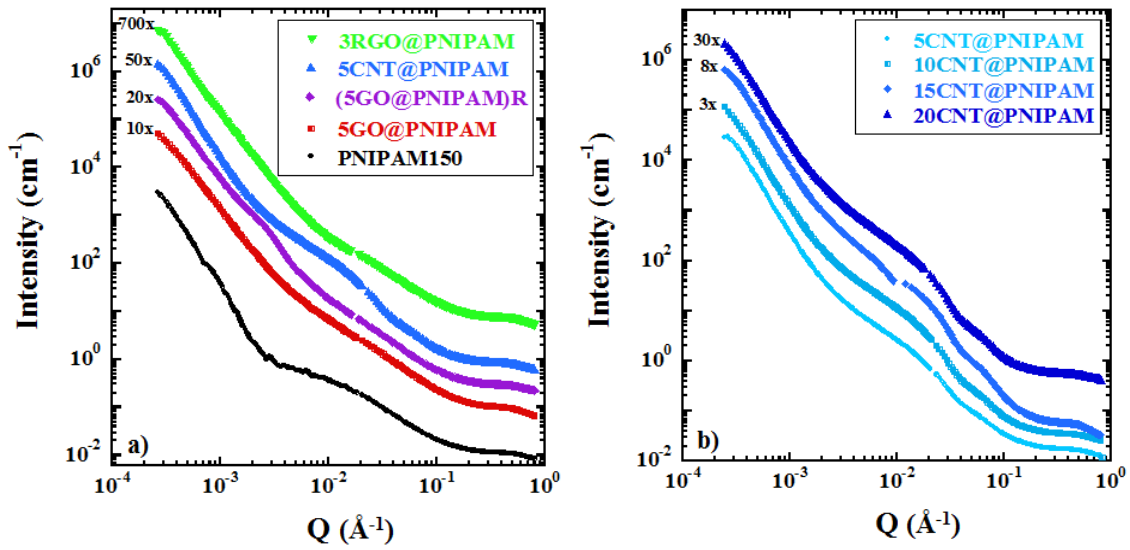 700x
50x
20x
10x
3RGO@PNIPAM
5CNT@PNIPAM
(5GO@PNIPAM)R
5GO@PNIPAM
PNIPAM150
10⁶
10⁴
10²
10⁰
10⁻²
Intensity (cm⁻¹)
a)
10⁻⁴ 10⁻³ 10⁻² 10⁻¹ 10⁰
Q (Å⁻¹)
30x
8x
3x
5CNT@PNIPAM
10CNT@PNIPAM
15CNT@PNIPAM
20CNT@PNIPAM
10⁶
10⁴
10²
10⁰
10⁻²
Intensity (cm⁻¹)
b)
10⁻⁴ 10⁻³ 10⁻² 10⁻¹ 10⁰
Q (Å⁻¹)